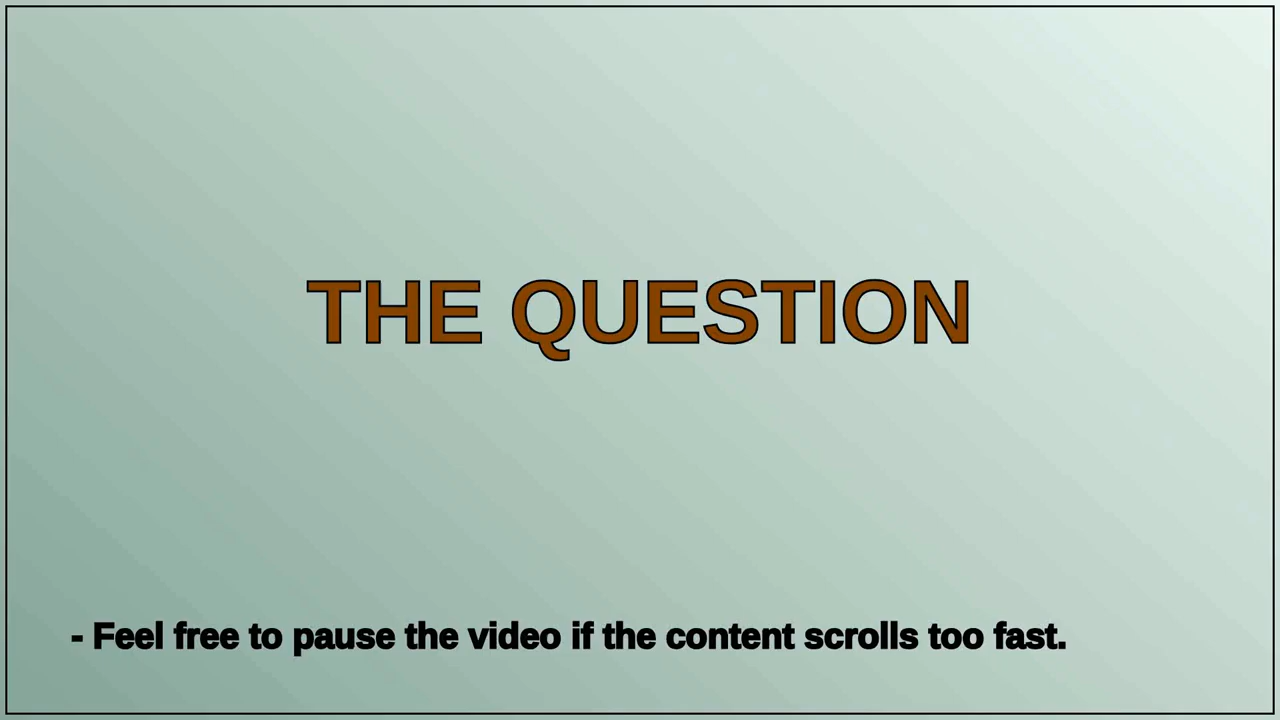 THE QUESTION
- Feel free to pause the video if the content scrolls too fast.